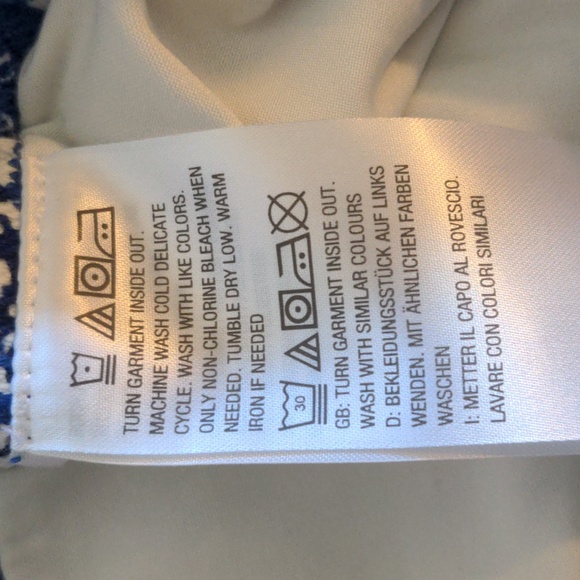 TURN GARMENT INSIDE OUT.
MACHINE WASH COLD DELICATE
CYCLE. WASH WITH LIKE COLORS.
ONLY NON-CHLORINE BLEACH WHEN
NEEDED. TUMBLE DRY LOW. WARM
IRON IF NEEDED
30
GB: TURN GARMENT INSIDE OUT.
WASH WITH SIMILAR COLOURS
D: BEKLEIDUNGSSTÜCK AUF LINKS
WENDEN. MIT ÄHNLICHEN FARBEN
WASCHEN
I: METTER IL CAPO AL ROVESCIO.
LAVARE CON COLORI SIMILARI